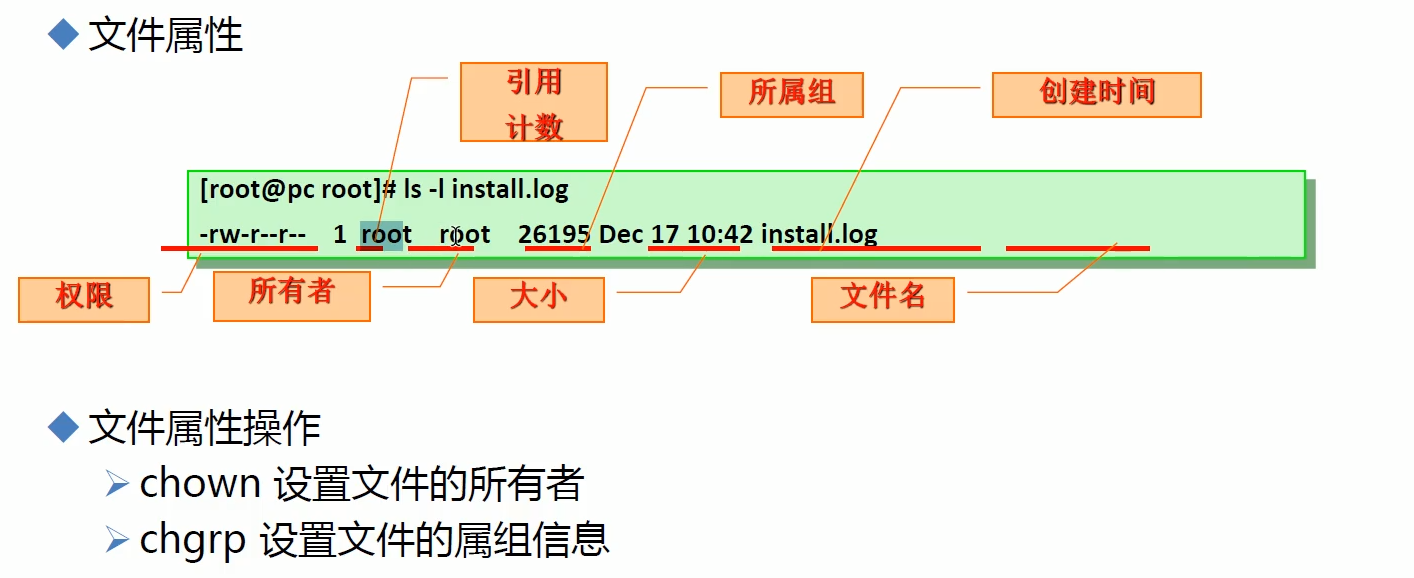 文件属性
引用
计数
所属组
创建时间
[root@pc root]# ls -l install.log
-rw-r--r-- 1 root root 26195 Dec 17 10:42 install.log
权限
所有者
大小
文件名
文件属性操作
chown 设置文件的所有者
chgrp 设置文件的属组信息